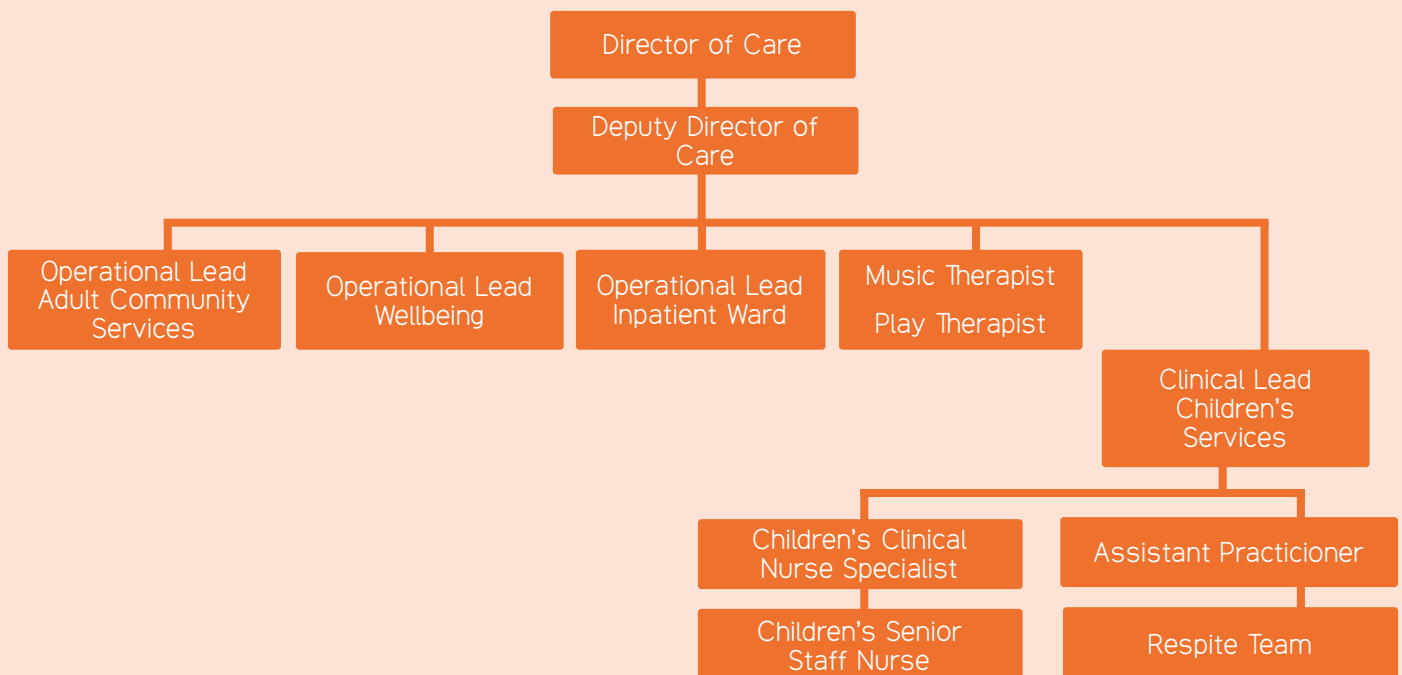 Director of Care
Deputy Director of
Care
Operational Lead
Adult Community
Services
Operational Lead
Wellbeing
Operational Lead
Inpatient Ward
Music Therapist
Play Therapist
Clinical Lead
Children's
Services
Children's Clinical
Nurse Specialist
Assistant Practicioner
Children's Senior
Staff Nurse
Respite Team